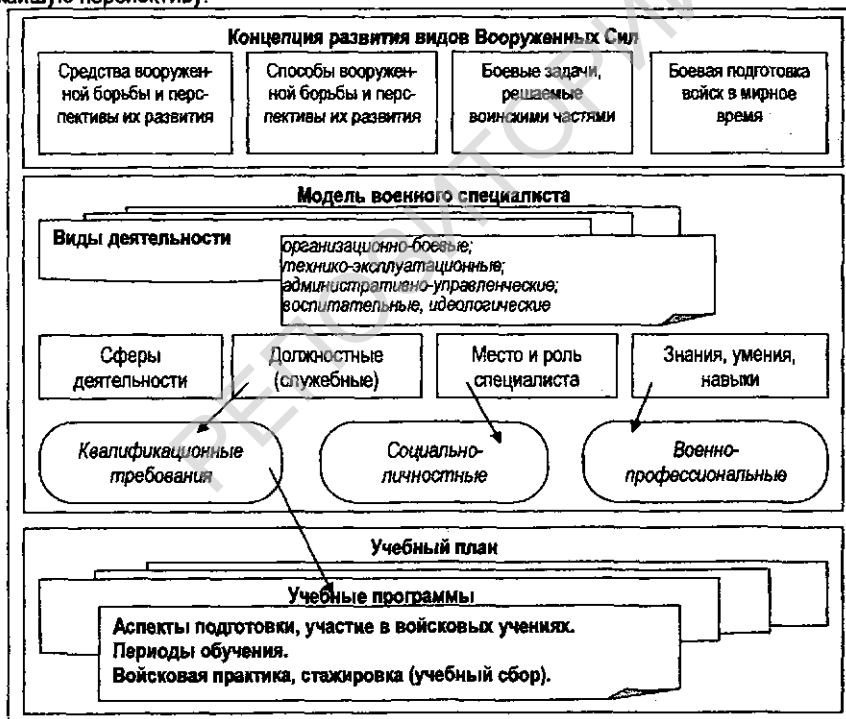 перспективу.
Концепция развития видов Вооруженных Сил
Средства вооружен-
ной борьбы и перс-
пективы их развития
Способы вооружен-
ной борьбы и перс-
пективы их развития
Боевые задачи,
решаемые
воинскими частями
Боевая подготовка
войск в мирное
время
Модель военного специалиста
Виды деятельности
организационно-боевые;
технико-эксплуатационные;
административно-управленческие;
воспитательные, идеологические
Сферы
деятельности
Должностные
(служебные)
Место и роль
специалиста
Знания, умения,
навыки
Квалификационные
требования
Социально-
личностные
Военно-
профессиональные
Учебный план
Учебные программы
Аспекты подготовки, участие в войсковых учениях.
Периоды обучения.
Войсковая практика, стажировка (учебный сбор).